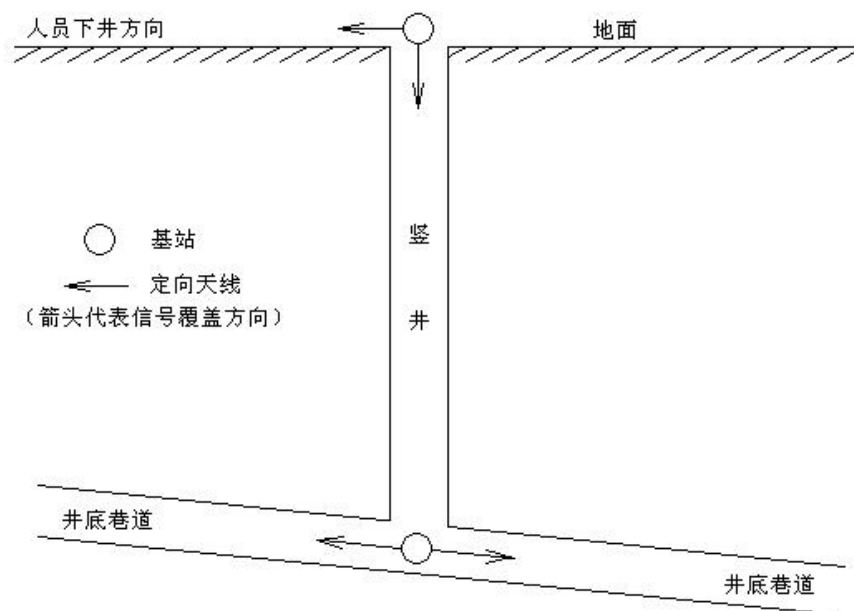 人员下井方向
地面
竖
井
基站
定向天线
（箭头代表信号覆盖方向）
井底巷道
井底巷道